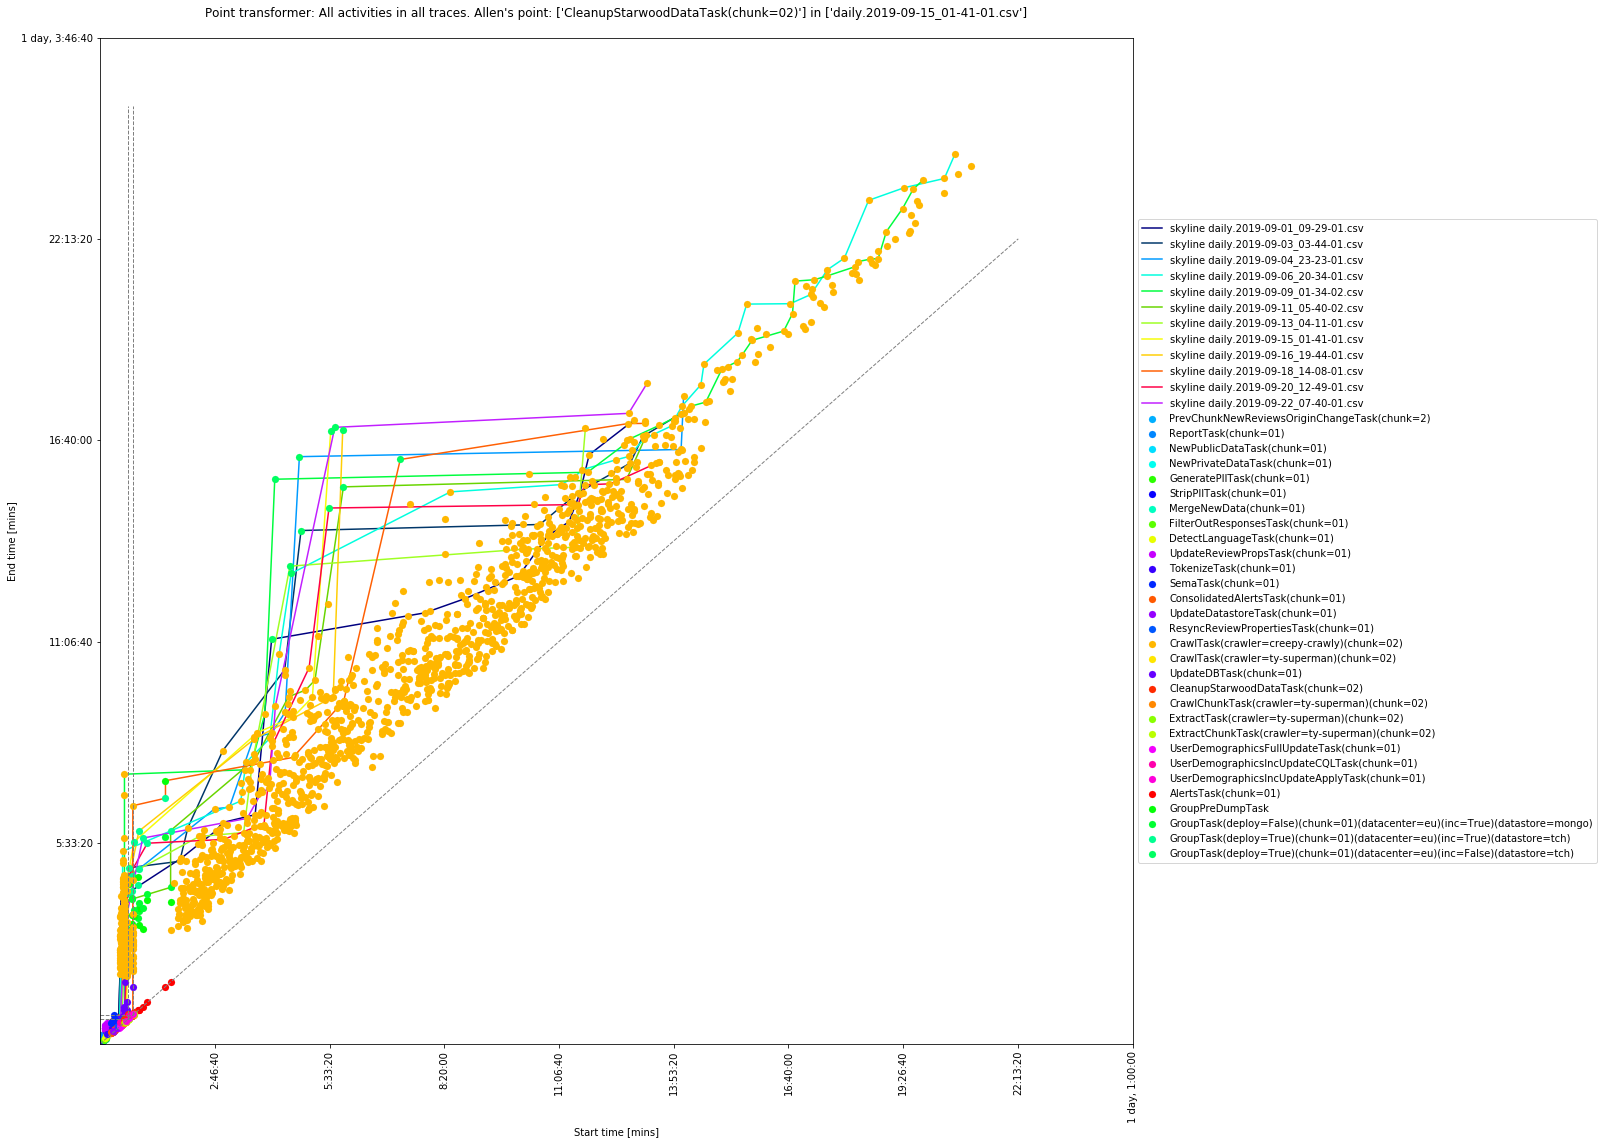 Point transformer: All activities in all traces. Allen's point: ['CleanupStarwoodDataTask(chunk=02)'] in ['daily.2019-09-15_01-41-01.csv']
End time [mins]
1 day, 3:46:40
22:13:20
16:40:00
11:06:40
5:33:20
2:46:40
5:33:20
8:20:00
11:06:40
13:53:20
16:40:00
19:26:40
22:13:20
1 day, 1:00:00
Start time [mins]
skyline daily.2019-09-01_09-29-01.csv
skyline daily.2019-09-03_03-44-01.csv
skyline daily.2019-09-04_23-23-01.csv
skyline daily.2019-09-06_20-34-01.csv
skyline daily.2019-09-09_01-34-02.csv
skyline daily.2019-09-11_05-40-02.csv
skyline daily.2019-09-13_04-11-01.csv
skyline daily.2019-09-15_01-41-01.csv
skyline daily.2019-09-16_19-44-01.csv
skyline daily.2019-09-18_14-08-01.csv
skyline daily.2019-09-20_12-49-01.csv
skyline daily.2019-09-22_07-40-01.csv
PrevChunkNewReviewsOriginChangeTask(chunk=2)
ReportTask(chunk=01)
NewPublicDataTask(chunk=01)
NewPrivateDataTask(chunk=01)
GeneratePIITask(chunk=01)
StripPIITask(chunk=01)
MergeNewData(chunk=01)
FilterOutResponsesTask(chunk=01)
DetectLanguageTask(chunk=01)
UpdateReviewPropsTask(chunk=01)
TokenizeTask(chunk=01)
SemaTask(chunk=01)
ConsolidatedAlertsTask(chunk=01)
UpdateDatastoreTask(chunk=01)
ResyncReviewPropertiesTask(chunk=01)
CrawlTask(crawler=creepy-crawly)(chunk=02)
CrawlTask(crawler=ty-superman)(chunk=02)
UpdateDBTask(chunk=01)
CleanupStarwoodDataTask(chunk=02)
CrawlChunkTask(crawler=ty-superman)(chunk=02)
ExtractTask(crawler=ty-superman)(chunk=02)
ExtractChunkTask(crawler=ty-superman)(chunk=02)
UserDemographicsFullUpdateTask(chunk=01)
UserDemographicsIncUpdateCQLTask(chunk=01)
UserDemographicsIncUpdateApplyTask(chunk=01)
AlertsTask(chunk=01)
GroupPreDumpTask
GroupTask(deploy=False)(chunk=01)(datacenter=eu)(inc=True)(datastore=mongo)
GroupTask(deploy=True)(chunk=01)(datacenter=eu)(inc=True)(datastore=tch)
GroupTask(deploy=True)(chunk=01)(datacenter=eu)(inc=False)(datastore=tch)